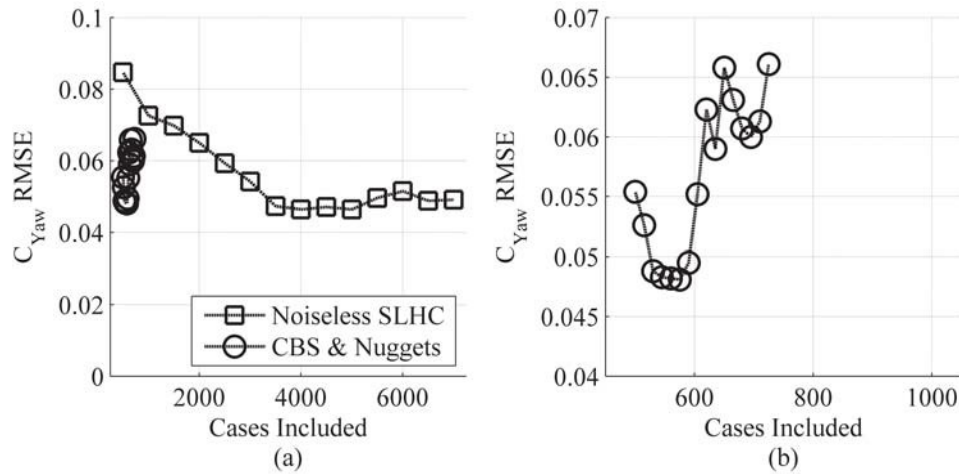 0.1
0.08
0.06
0.04
0.02
0
C_Yaw RMSE
2000 4000 6000
Cases Included
(a)
Noiseless SLHC
CBS & Nuggets
0.07
0.065
0.06
0.055
0.05
0.045
0.04
C_Yaw RMSE
600 800 1000
Cases Included
(b)